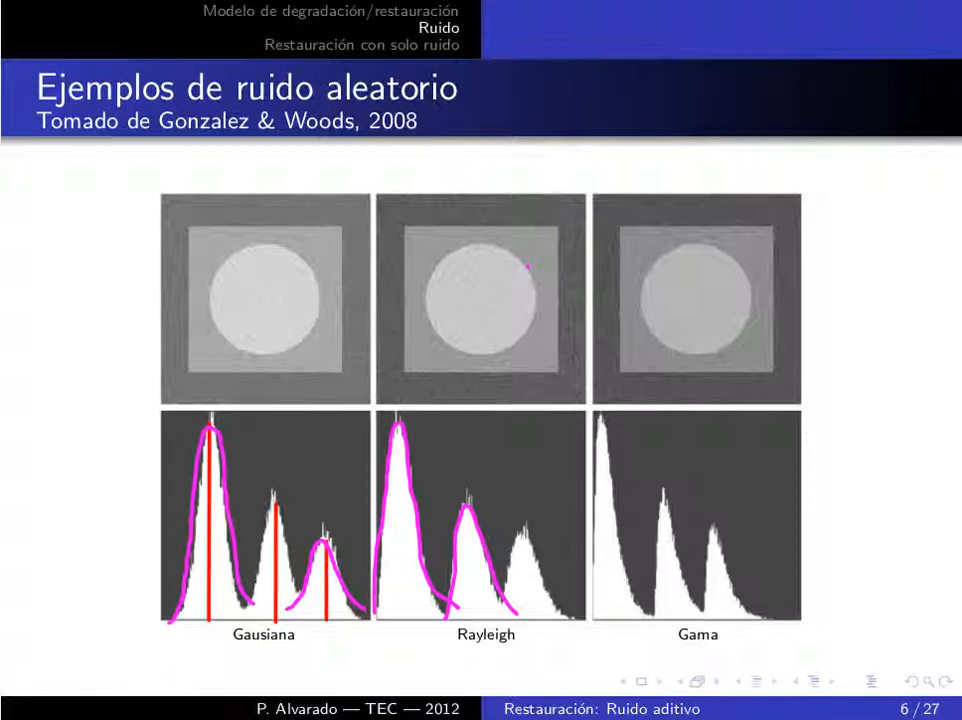 Modelo de degradación/restauración
Ruido
Restauración con solo ruido
Ejemplos de ruido aleatorio
Tomado de Gonzalez & Woods, 2008
Gausiana
Rayleigh
Gama
P. Alvarado — TEC — 2012
Restauración: Ruido aditivo
6 / 27